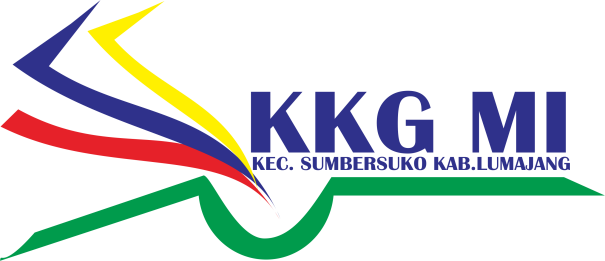 KKG MI
KEC. SUMBERSUKO KAB.LUMAJANG